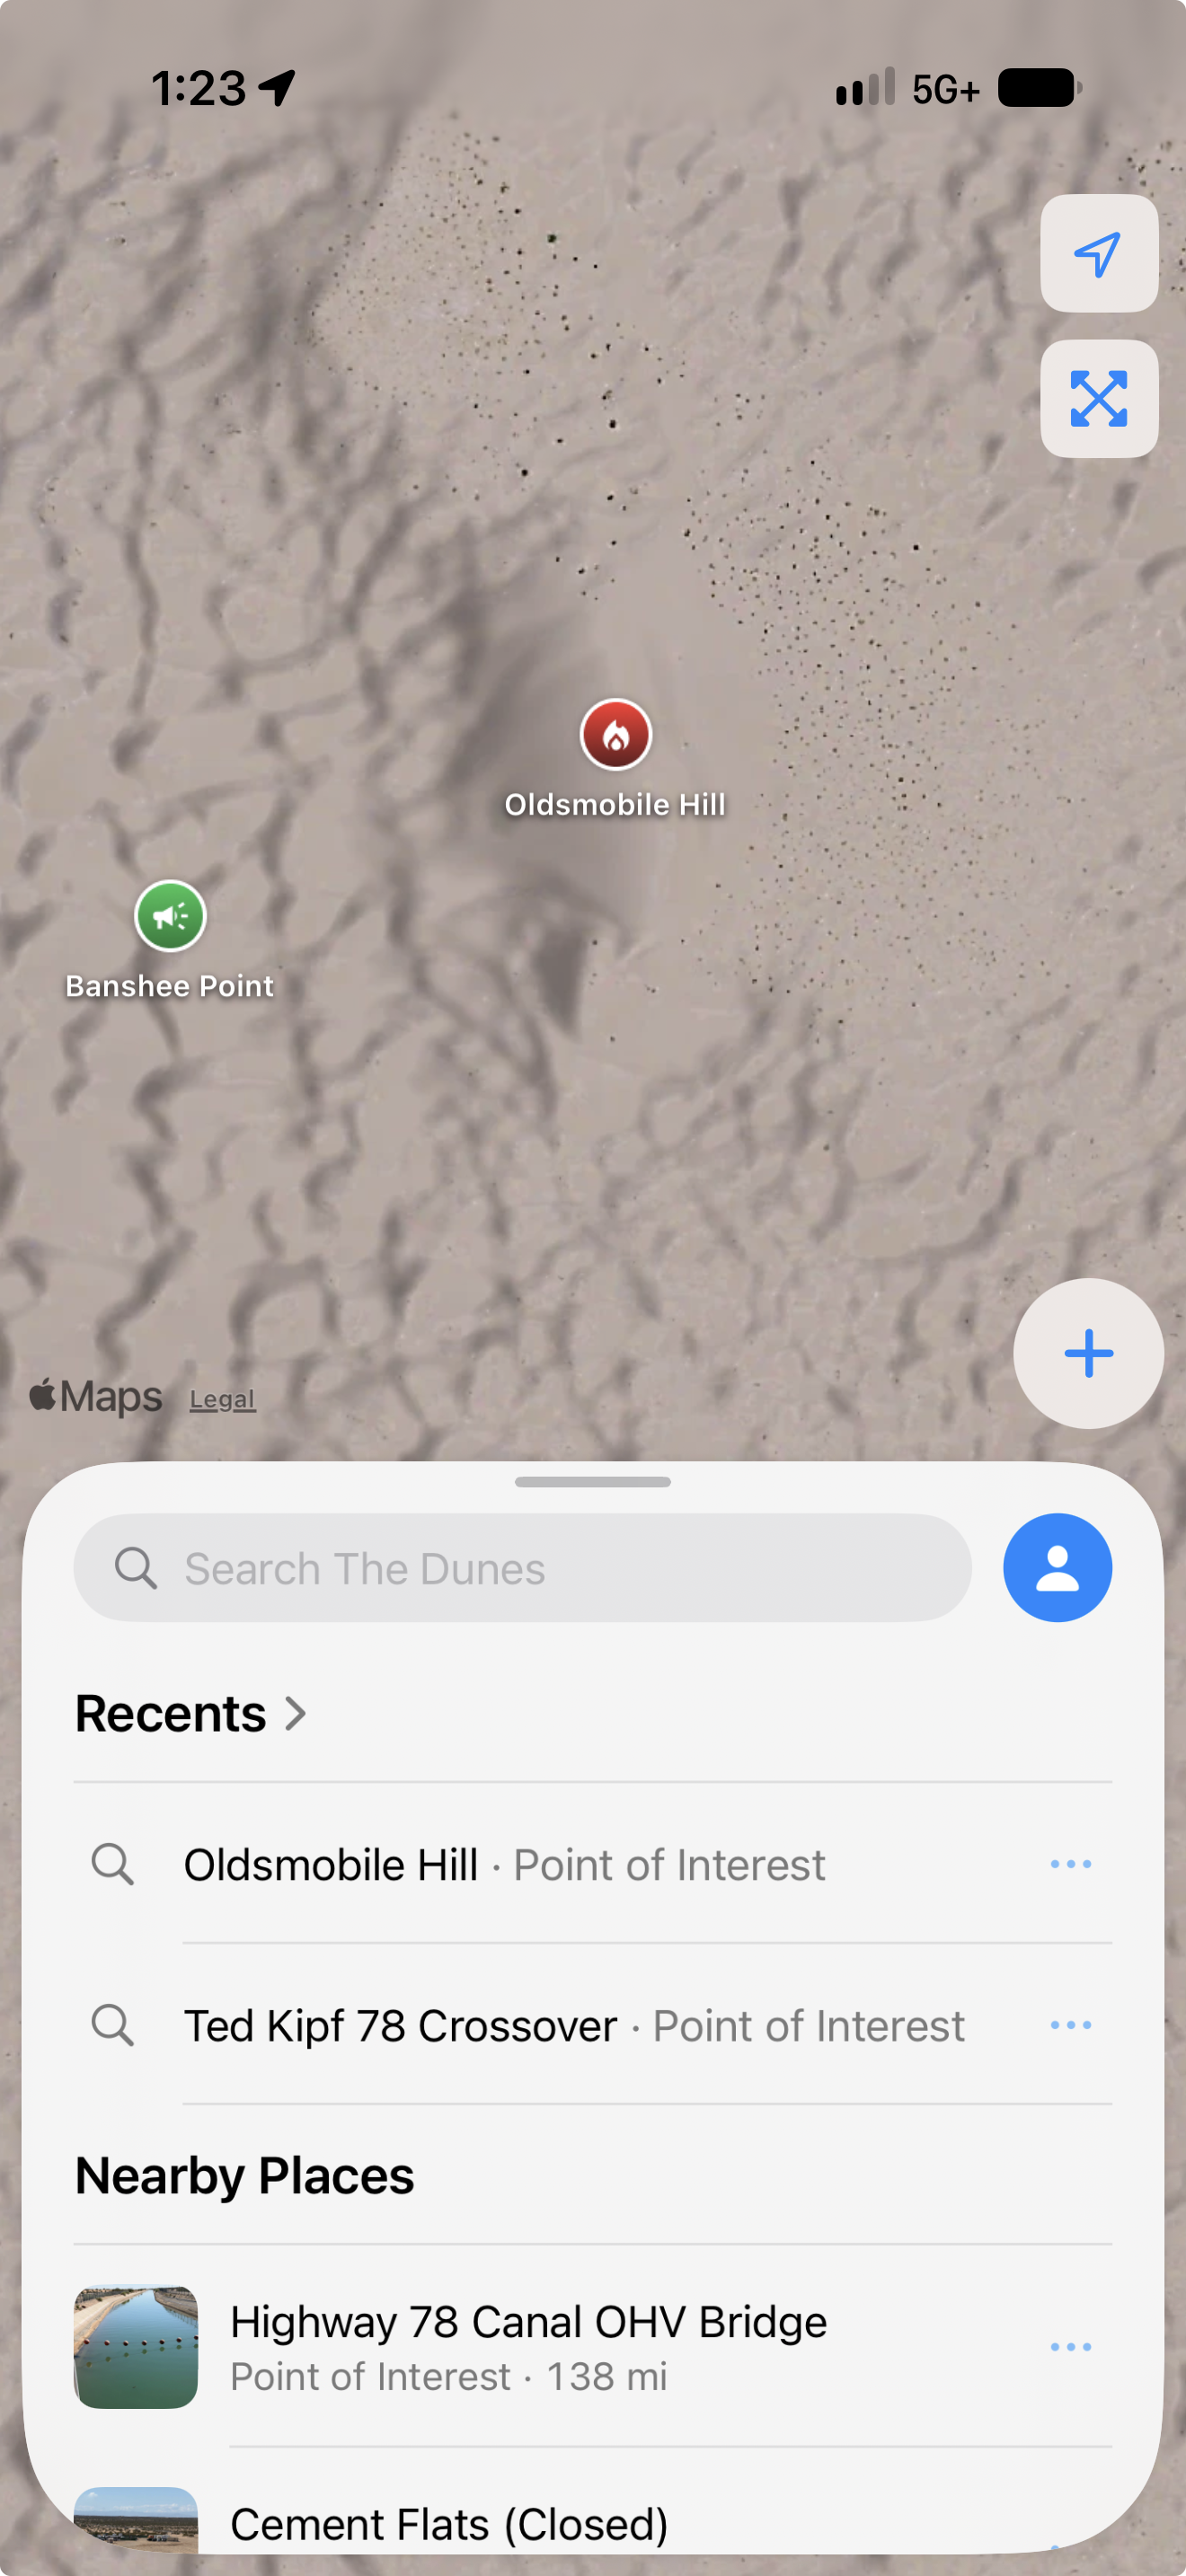 1:23 5G+
Oldsmobile Hill
Banshee Point
Maps Legal
Search The Dunes
Recents
Oldsmobile Hill · Point of Interest
Ted Kipf 78 Crossover · Point of Interest
Nearby Places
Highway 78 Canal OHV Bridge
Point of Interest · 138 mi
Cement Flats (Closed)